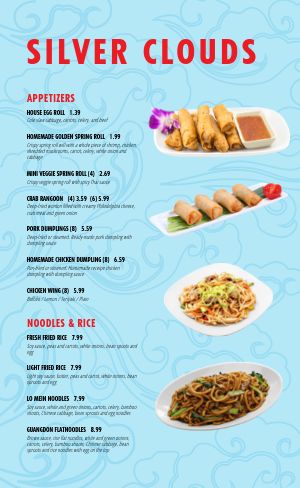 SILVER CLOUDS
APPETIZERS
HOUSE EGG ROLL 1.39
Cole slaw cabbage, carrots, celery, and beef
HOMEMADE GOLDEN SPRING ROLL 1.99
Crispy spring roll will with a whole piece of shrimp, chicken,
shredded mushrooms, carrot, celery, white onion and
cabbage
MINI VEGGIE SPRING ROLL (4) 2.69
Crispy veggie spring roll with spicy Thai sauce
CRAB RANGOON (4) 3.59 (6) 5.99
Deep-fried wonton filled with creamy Philadelphia cheese,
crab meat and green onion
PORK DUMPLINGS (8) 5.59
Deep-fried or steamed. Ready-made pork dumpling with
dumpling sauce
HOMEMADE CHICKEN DUMPLING (8) 6.59
Pan-fried or steamed. Homemade recipe chicken
dumpling with dumpling sauce
CHICKEN WING (8) 5.99
Buffalo / Lemon / Teriyaki / Plain
NOODLES & RICE
FRESH FRIED RICE 7.99
Soy sauce, peas and carrots, white onions, bean sprouts and
egg
LIGHT FRIED RICE 7.99
Light soy sauce, butter, peas and carrots, white onions, bean
sprouts and egg
LO MEIN NOODLES 7.99
Soy sauce, white and green onions, carrots, celery, bamboo
shoots, Chinese cabbage, bean sprouts and egg noodles
GUANGDON FLATNOODLES 8.99
Brown sauce, rice flat noodles, white and green onions,
carrots, celery, bamboo shoots, Chinese cabbage, bean
sprouts and rice noodles with egg on the top